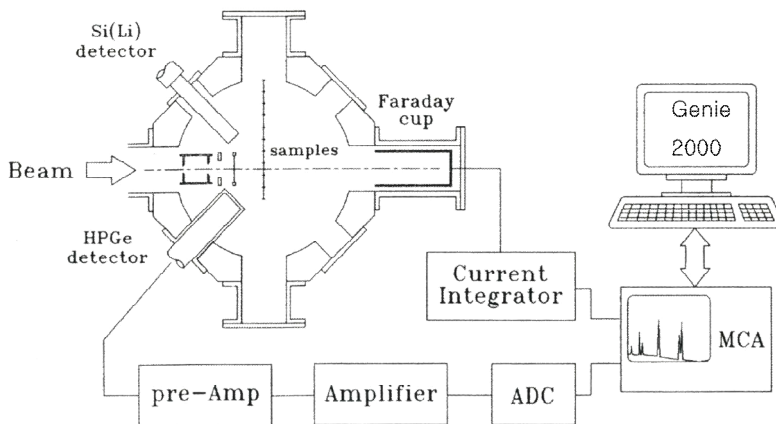 Si(Li)
detector
Faraday
cup
Genie
2000
samples
Beam
HPGe
detector
Current
Integrator
MCA
pre-Amp
Amplifier
ADC